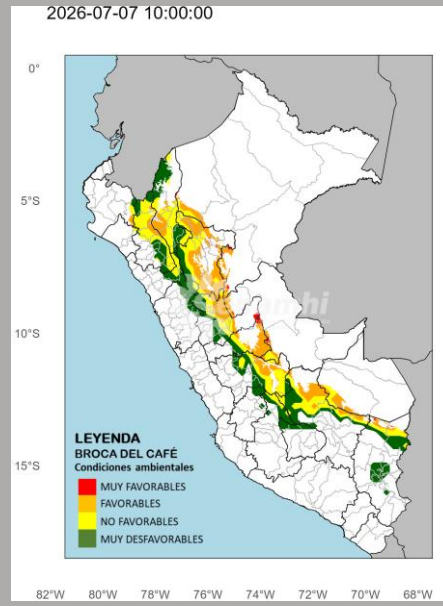 2026-07-07 10:00:00
0°
5°S
10°S
15°S
LEYENDA
BROCA DEL CAFÉ
Condiciones ambientales
MUY FAVORABLES
FAVORABLES
NO FAVORABLES
MUY DESFAVORABLES
82°W 80°W 78°W 76°W 74°W 72°W 70°W 68°W